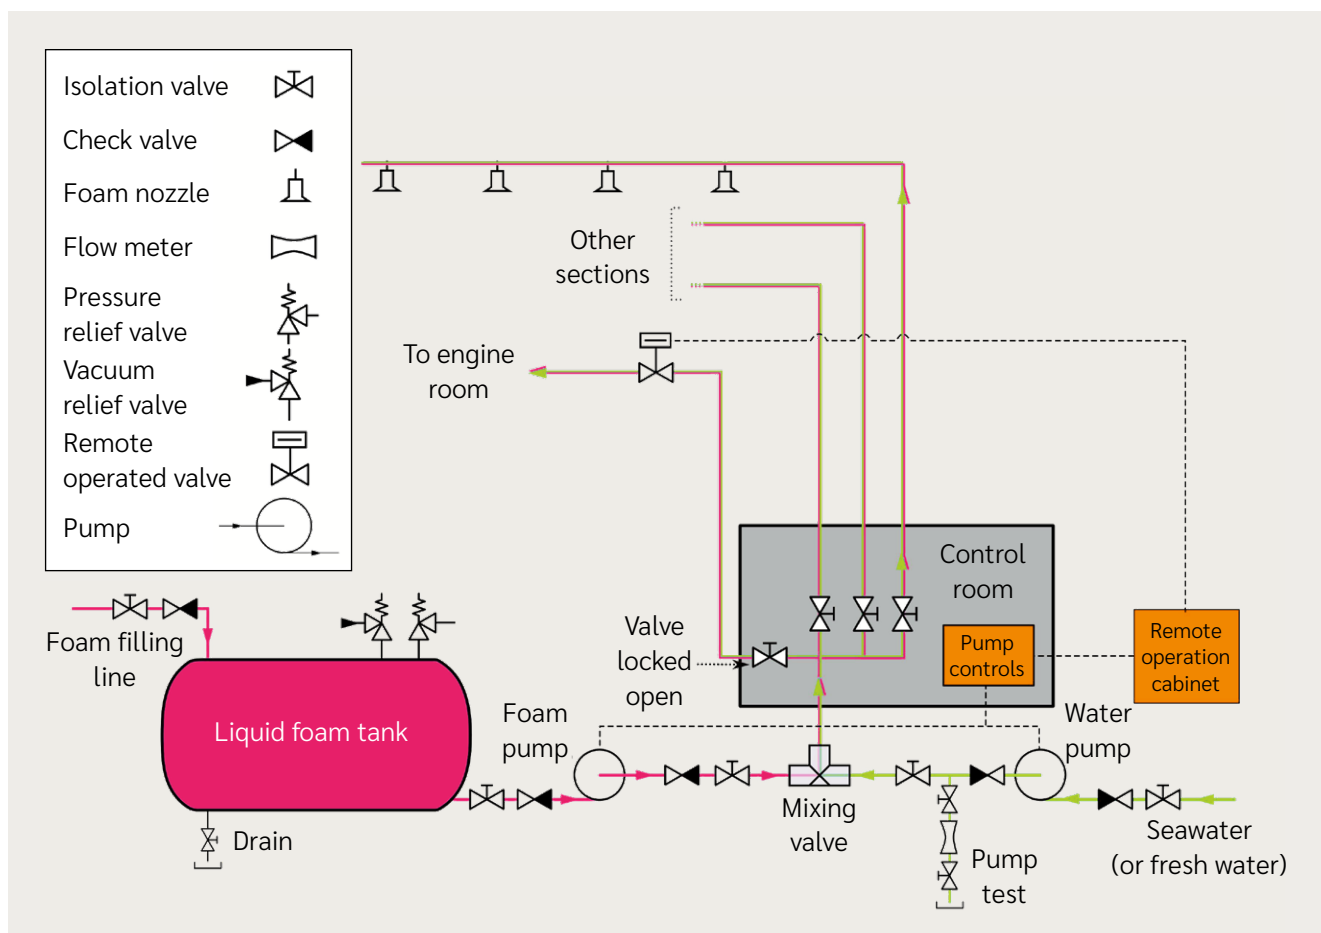 Isolation valve
Check valve
Foam nozzle
Flow meter
Pressure
relief valve
Vacuum
relief valve
Remote
operated valve
Pump
Other
sections
To engine
room
Control
room
Valve
locked
open
Pump
controls
Remote
operation
cabinet
Foam filling
line
Liquid foam tank
Foam
pump
Water
pump
Mixing
valve
Drain
Pump
test
Seawater
(or fresh water)